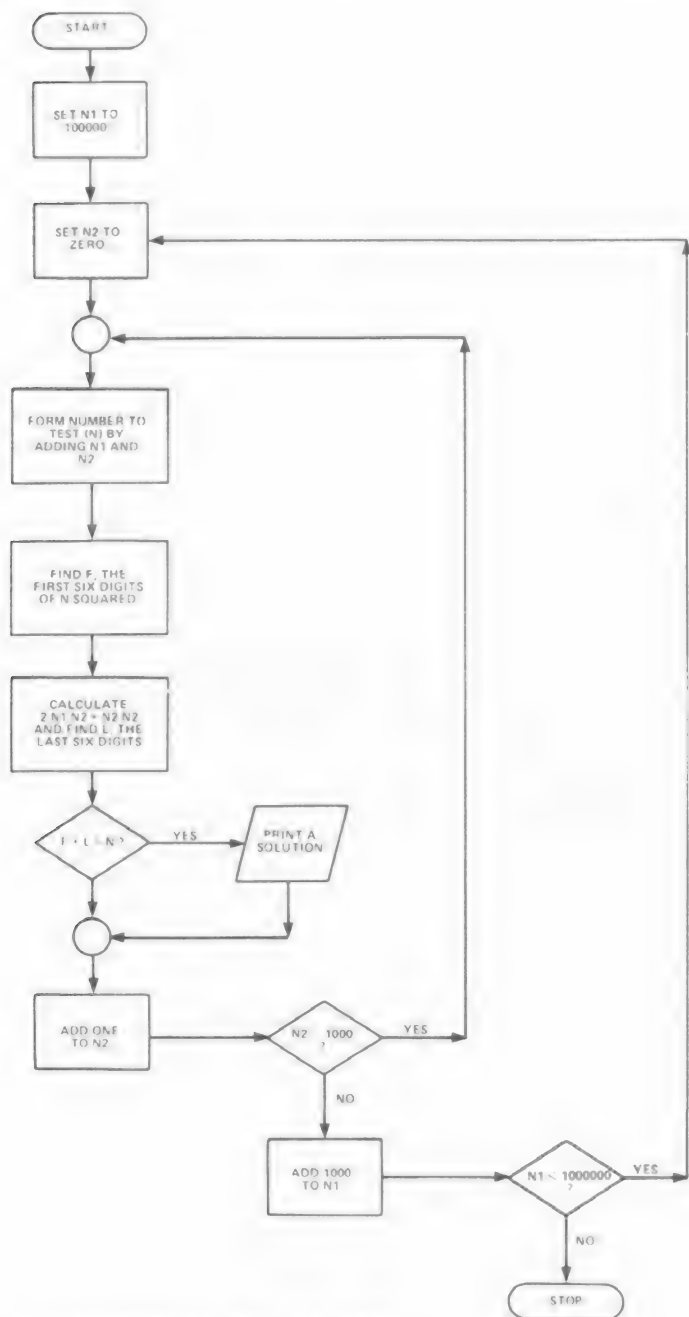 START
SET N1 TO
100000
SET N2 TO
ZERO
FORM NUMBER TO
TEST (N) BY
ADDING N1 AND
N2
FIND F, THE
FIRST SIX DIGITS
OF N SQUARED
CALCULATE
2 N1 N2 + N2 N2
AND FIND L, THE
LAST SIX DIGITS
YES
PRINT A
SOLUTION
ADD ONE
TO N2
N2 1000
?
YES
NO
ADD 1000
TO N1
N1 < 1000000
?
YES
NO
STOP